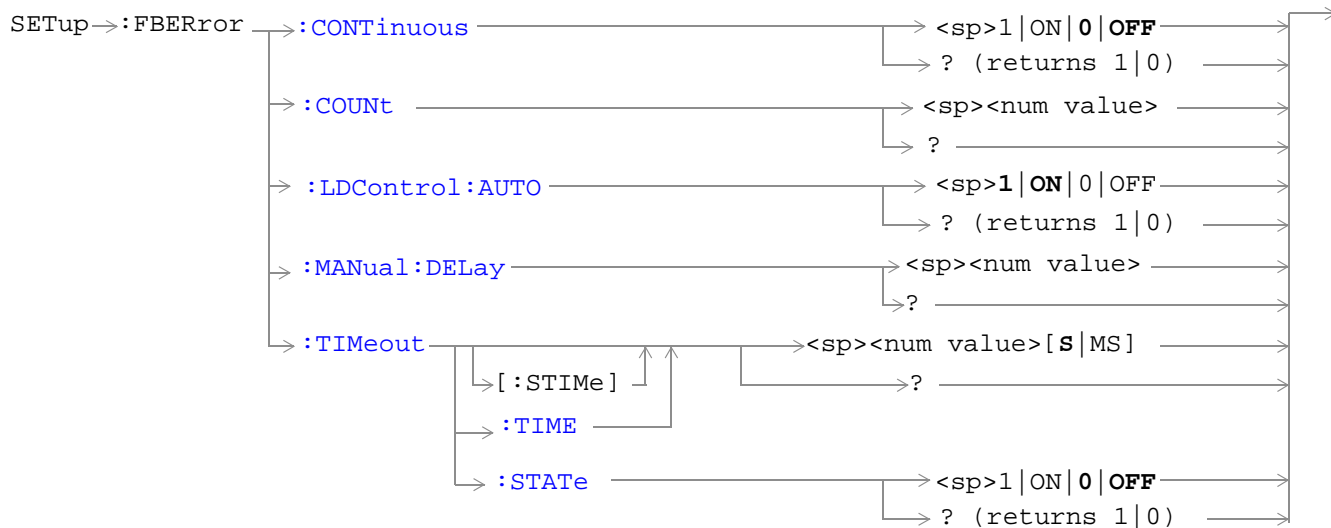 SETup :FBERror :CONTinuous <sp>1|ON|0|OFF
? (returns 1|0)
:COUNt <sp><num value>
?
:LDControl:AUTO <sp>1|ON|0|OFF
? (returns 1|0)
:MANual:DELay <sp><num value>
?
:TIMeout <sp><num value>[S|MS]
[:STIMe] ?
:TIME
:STATe <sp>1|ON|0|OFF
? (returns 1|0)